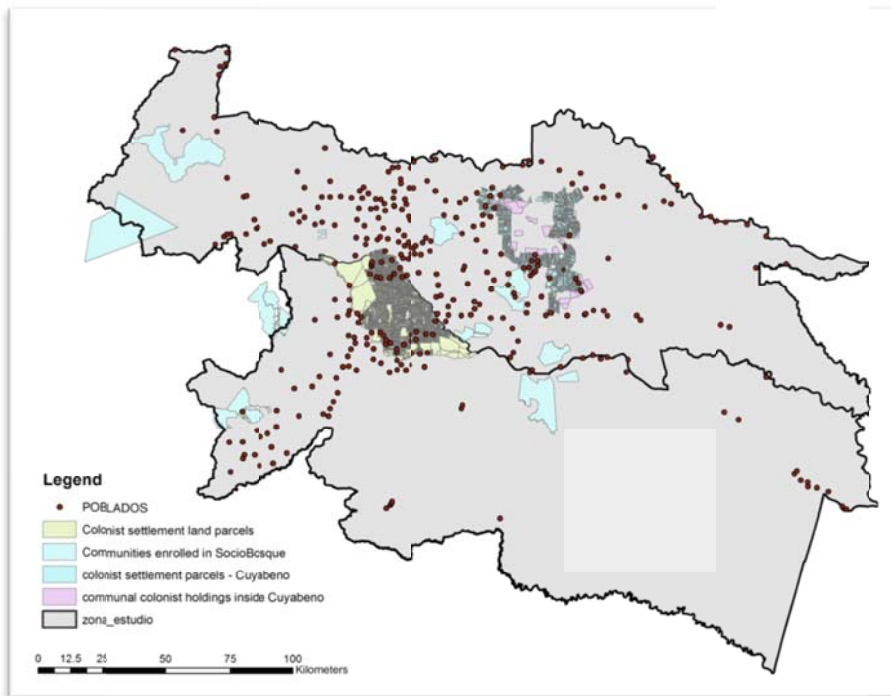 Legend
POBLADOS
Colonist settlement land parcels
Communities enrolled in SocioBosque
colonist settlement parcels - Cuyabeno
communal colonist holdings inside Cuyabeno
zona_estudio
0 12.5 25 50 75 100
Kilometers